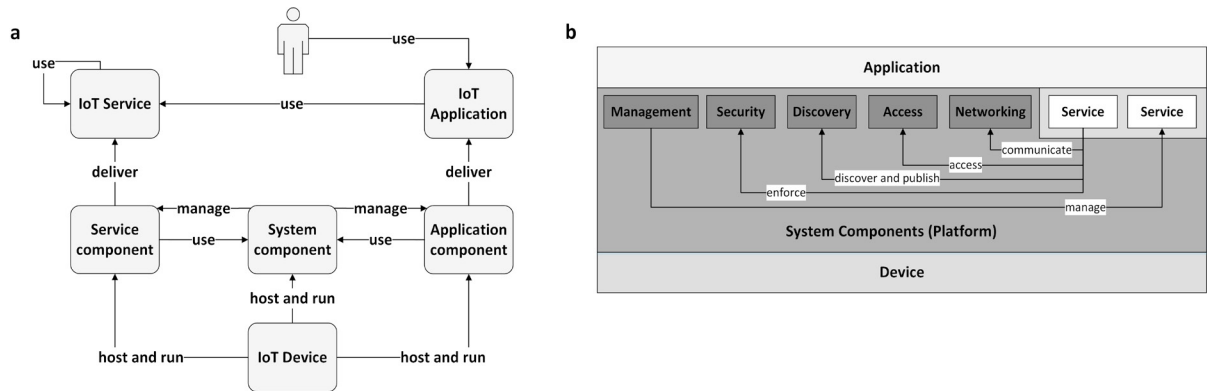 a
use
use
IoT Service
use
IoT
Application
deliver
deliver
manage
manage
Service
component
use
System
component
use
Application
component
host and run
host and run
IoT Device
host and run
b
Application
Management
Security
Discovery
Access
Networking
Service
Service
communicate
access
discover and publish
enforce
manage
System Components (Platform)
Device